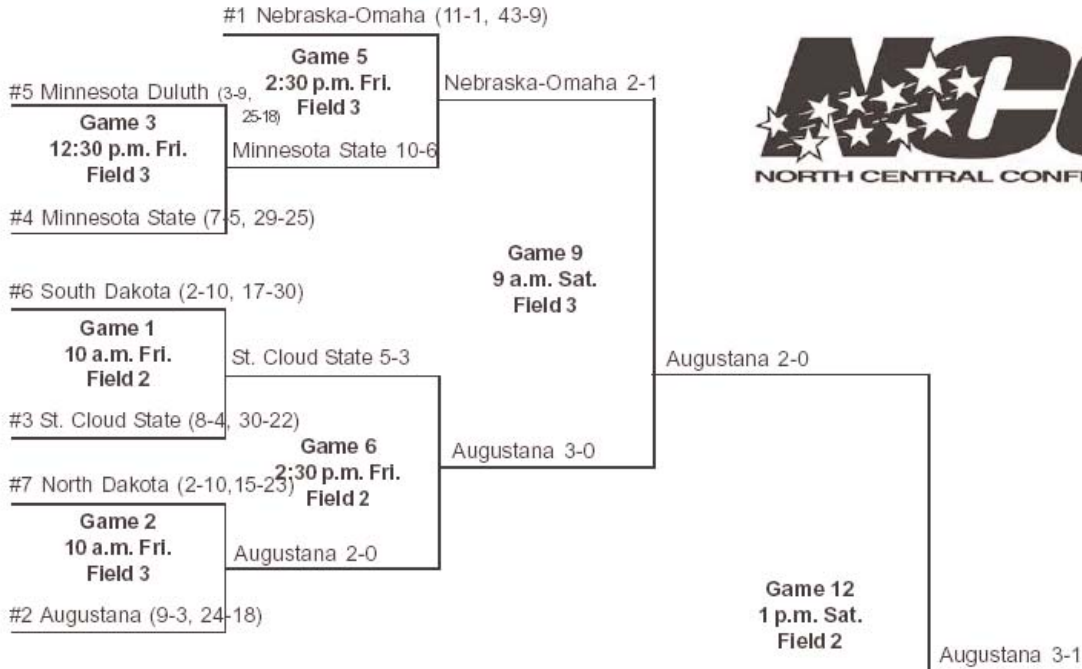 #1 Nebraska-Omaha (11-1, 43-9)
Game 5
2:30 p.m. Fri.
Field 3
Nebraska-Omaha 2-1
#5 Minnesota Duluth (3-9,
25-18)
Game 3
12:30 p.m. Fri.
Field 3
Minnesota State 10-6
#4 Minnesota State (7-5, 29-25)
NORTH CENTRAL CONF
Game 9
9 a.m. Sat.
Field 3
#6 South Dakota (2-10, 17-30)
Game 1
10 a.m. Fri.
Field 2
St. Cloud State 5-3
Augustana 2-0
#3 St. Cloud State (8-4, 30-22)
Game 6
2:30 p.m. Fri.
Field 2
Augustana 3-0
#7 North Dakota (2-10,15-23)
Game 2
10 a.m. Fri.
Field 3
Augustana 2-0
#2 Augustana (9-3, 24-18)
Game 12
1 p.m. Sat.
Field 2
Augustana 3-1